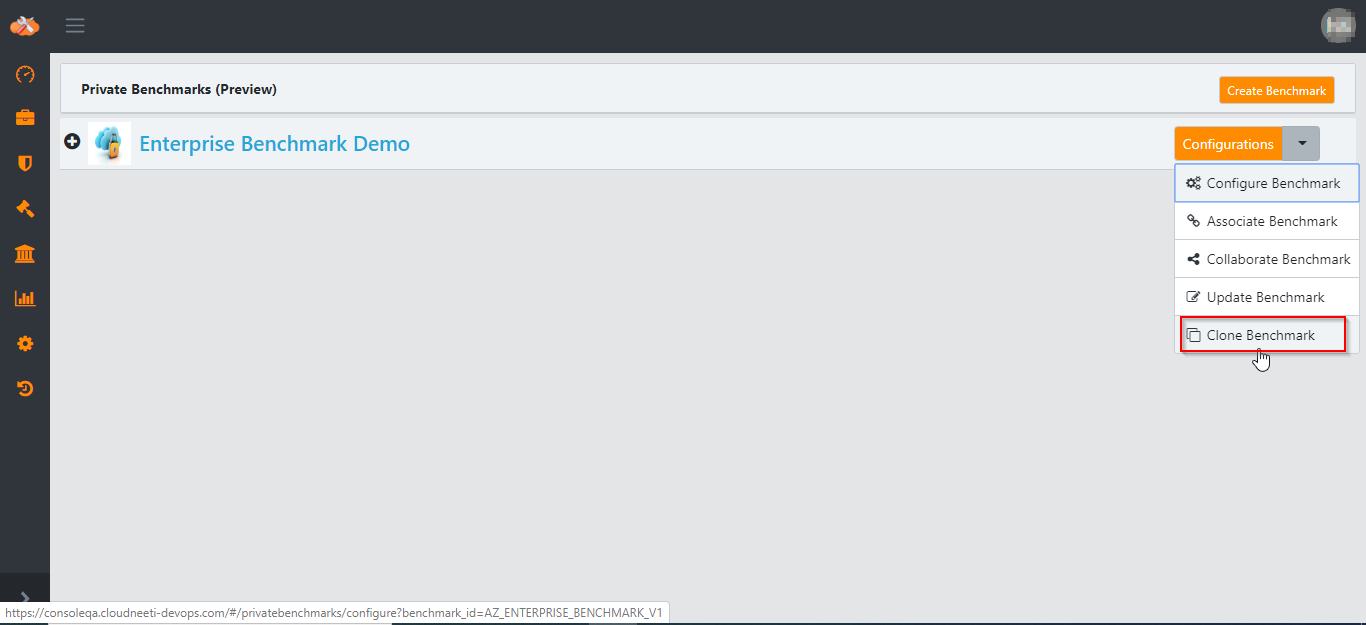 Private Benchmarks (Preview)
Create Benchmark
Enterprise Benchmark Demo
Configurations
Configure Benchmark
Associate Benchmark
Collaborate Benchmark
Update Benchmark
Clone Benchmark
https://consoleqa.cloudneeti-devops.com/#/privatebenchmarks/configure?benchmark_id=AZ_ENTERPRISE_BENCHMARK_V1